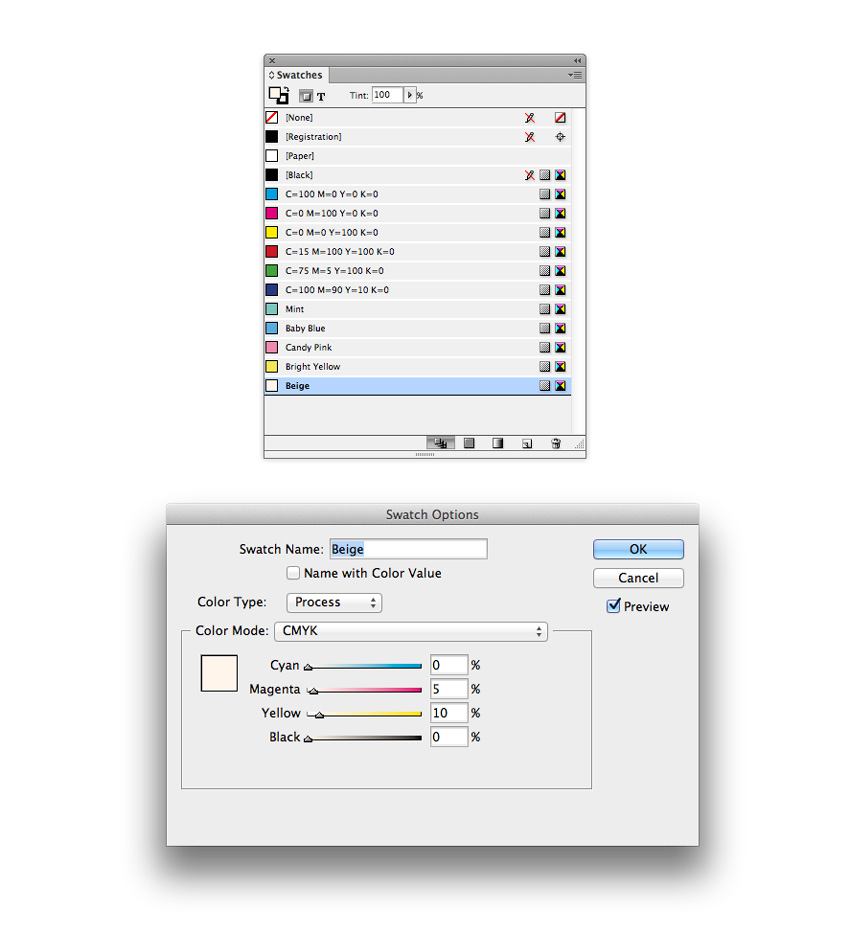 Swatches
T Tint: 100 %
[None]
[Registration]
[Paper]
[Black]
C=100 M=0 Y=0 K=0
C=0 M=100 Y=0 K=0
C=0 M=0 Y=100 K=0
C=15 M=100 Y=100 K=0
C=75 M=5 Y=100 K=0
C=100 M=90 Y=10 K=0
Mint
Baby Blue
Candy Pink
Bright Yellow
Beige
Swatch Options
Swatch Name: Beige
OK
Name with Color Value
Cancel
Color Type: Process
Preview
Color Mode: CMYK
Cyan 0 %
Magenta 5 %
Yellow 10 %
Black 0 %